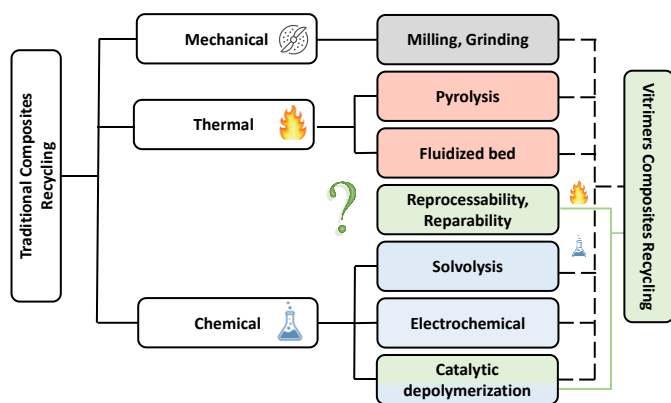 Traditional Composites
Recycling
Mechanical
Thermal
Chemical
Milling, Grinding
Pyrolysis
Fluidized bed
?
Reprocessability,
Reparability
Solvolysis
Electrochemical
Catalytic
depolymerization
Vitrimers Composites Recycling